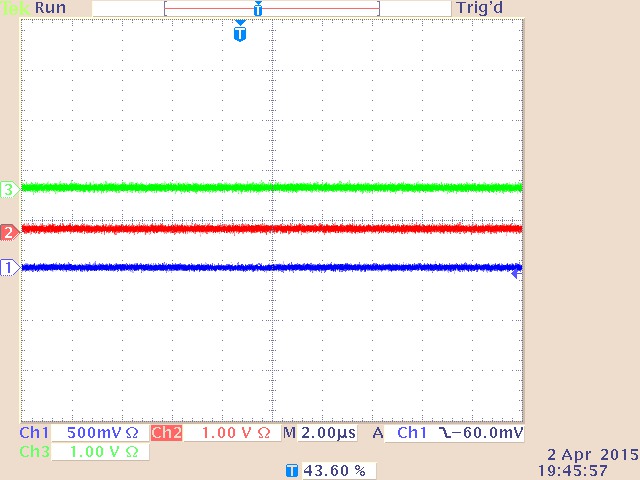 Tek Run Trig'd
T
T
3
2
1
Ch1 500mV Ω Ch2 1.00 V Ω M 2.00µs A Ch1 -60.0mV
Ch3 1.00 V Ω
2 Apr 2015
T 43.60 % 19:45:57